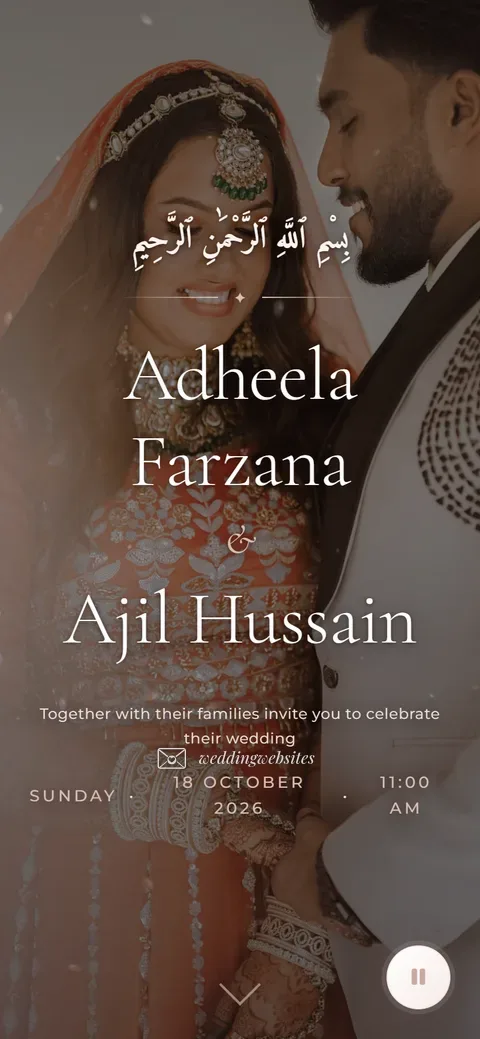 بِسْمِ ٱللَّهِ ٱلرَّحْمَٰنِ ٱلرَّحِيمِ
Adheela
Farzana
&
Ajil Hussain
Together with their families invite you to celebrate
their wedding
weddingwebsites
SUNDAY · 18 OCTOBER 2026 · 11:00 AM